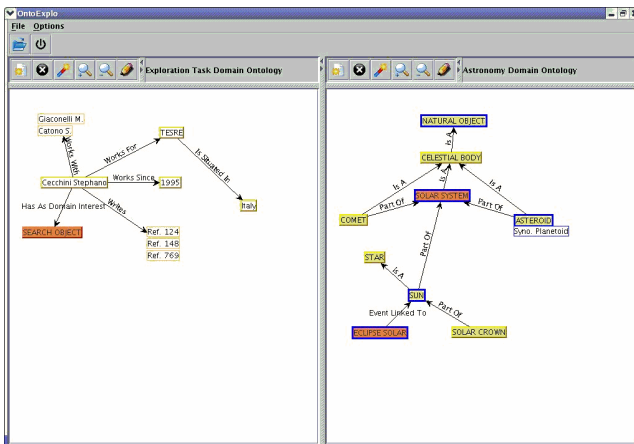 OntoExplo
File Options
Exploration Task Domain Ontology
Astronomy Domain Ontology
Giaconelli M.
Catono S.
Works With
TESRE
Works For
Is Situated In
Cecchini Stephano
Works Since
1995
Italy
Has As Domain Interest
Writes
SEARCH OBJECT
Ref. 124
Ref. 148
Ref. 769
NATURAL OBJECT
Is A
CELESTIAL BODY
Is A
Is A
Is A
SOLAR SYSTEM
Part Of
Part Of
COMET
ASTEROID
Syno. Planetoid
Part Of
STAR
Is A
SUN
Event Linked To
Part Of
ECLIPSE SOLAR
SOLAR CROWN